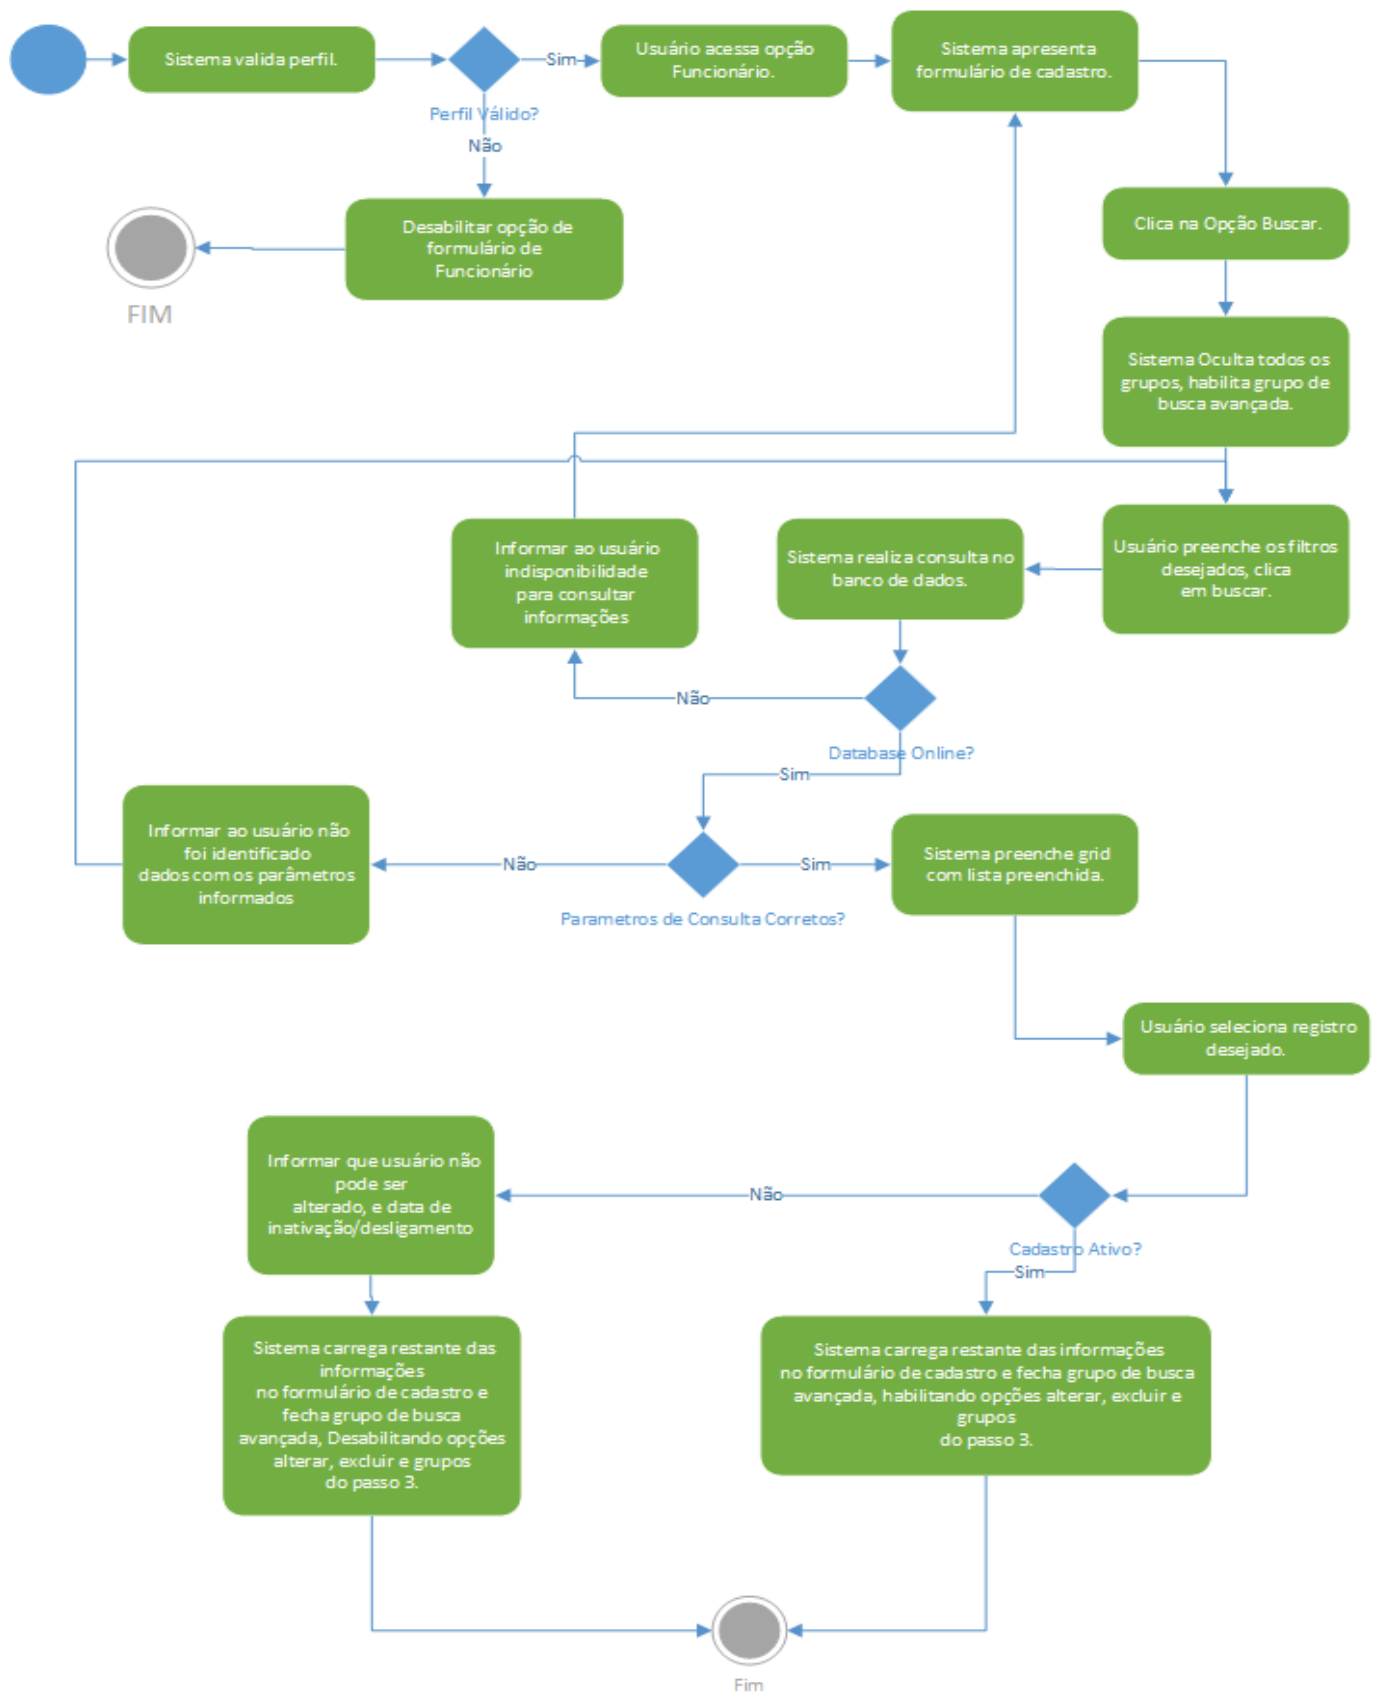 Sistema valida perfil.
Perfil Válido?
Sim
Não
Usuário acessa opção
Funcionário.
Sistema apresenta
formulário de cadastro.
Desabilitar opção de
formulário de
Funcionário
FIM
Clica na Opção Buscar.
Sistema Oculta todos os
grupos, habilita grupo de
busca avançada.
Usuário preenche os filtros
desejados, clica
em buscar.
Sistema realiza consulta no
banco de dados.
Informar ao usuário
indisponibilidade
para consultar
informações
Não
Database Online?
Sim
Informar ao usuário não
foi identificado
dados com os parâmetros
informados
Não
Sim
Parametros de Consulta Corretos?
Sistema preenche grid
com lista preenchida.
Usuário seleciona registro
desejado.
Informar que usuário não
pode ser
alterado, e data de
inativação/desligamento
Não
Cadastro Ativo?
Sim
Sistema carrega restante das
informações
no formulário de cadastro e
fecha grupo de busca
avançada, Desabilitando opções
alterar, excluir e grupos
do passo 3.
Sistema carrega restante das informações
no formulário de cadastro e fecha grupo de busca
avançada, habilitando opções alterar, excluir e
grupos
do passo 3.
Fim